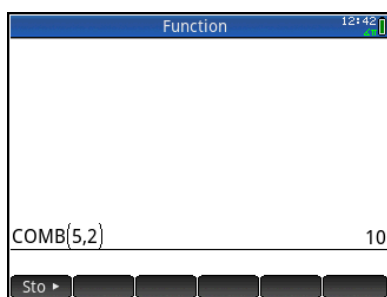 Function
12:42
∠π
COMB(5,2)
10
Sto ▸